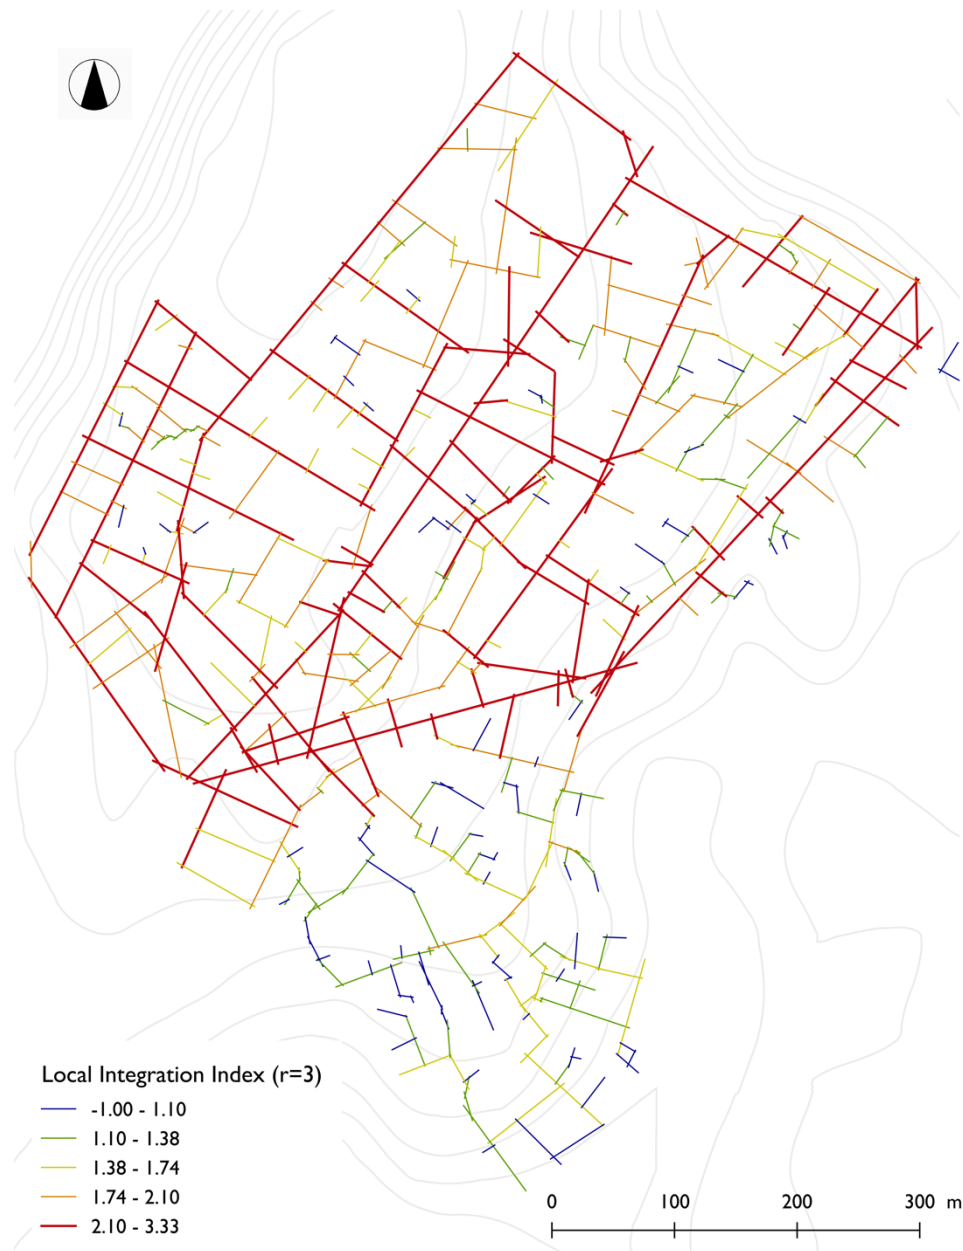 Local Integration Index (r=3)
-1.00 - 1.10
1.10 - 1.38
1.38 - 1.74
1.74 - 2.10
2.10 - 3.33
0 100 200 300 m